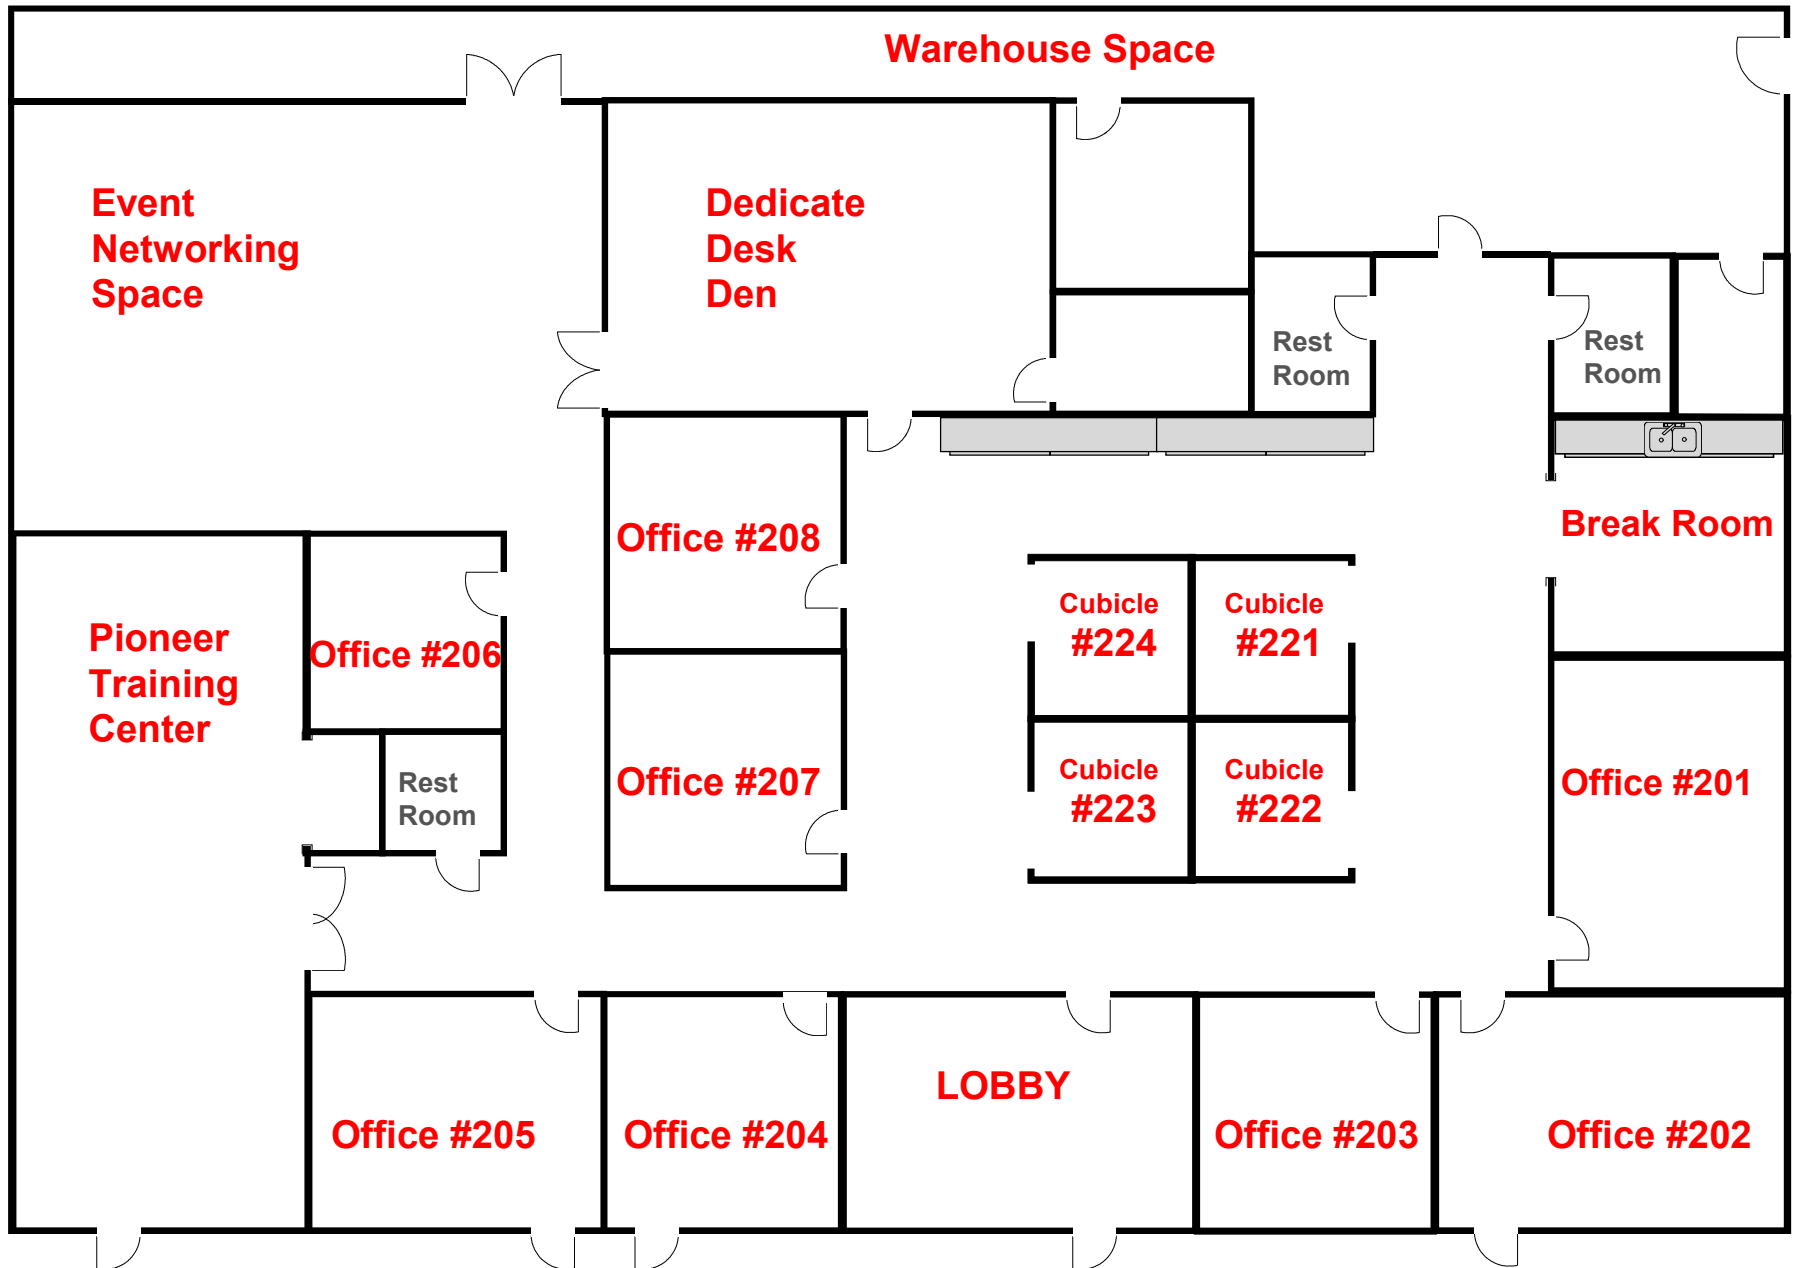 Warehouse Space
Event
Networking
Space
Dedicate
Desk
Den
Rest
Room
Rest
Room
Office #208
Break Room
Cubicle
#224
Cubicle
#221
Pioneer
Training
Center
Office #206
Rest
Room
Office #207
Cubicle
#223
Cubicle
#222
Office #201
LOBBY
Office #205
Office #204
Office #203
Office #202